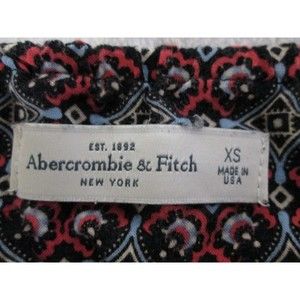 EST. 1892
Abercrombie & Fitch
NEW YORK
XS
MADE IN
USA